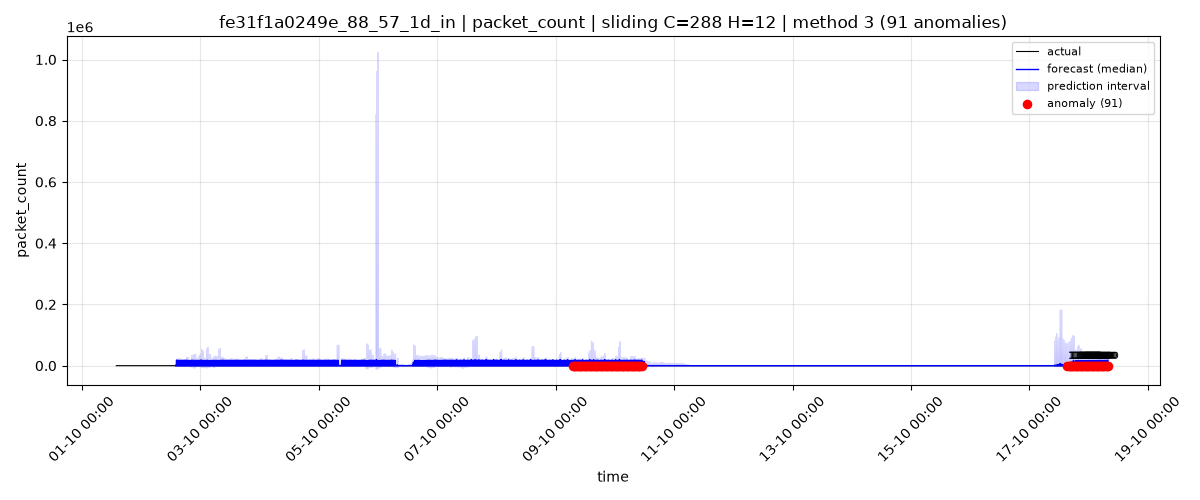 fe31f1a0249e_88_57_1d_in | packet_count | sliding C=288 H=12 | method 3 (91 anomalies)
1e6
actual
forecast (median)
prediction interval
anomaly (91)
1.0
0.8
0.6
0.4
0.2
0.0
packet_count
01-10 00:00
03-10 00:00
05-10 00:00
07-10 00:00
09-10 00:00
11-10 00:00
13-10 00:00
15-10 00:00
17-10 00:00
19-10 00:00
time